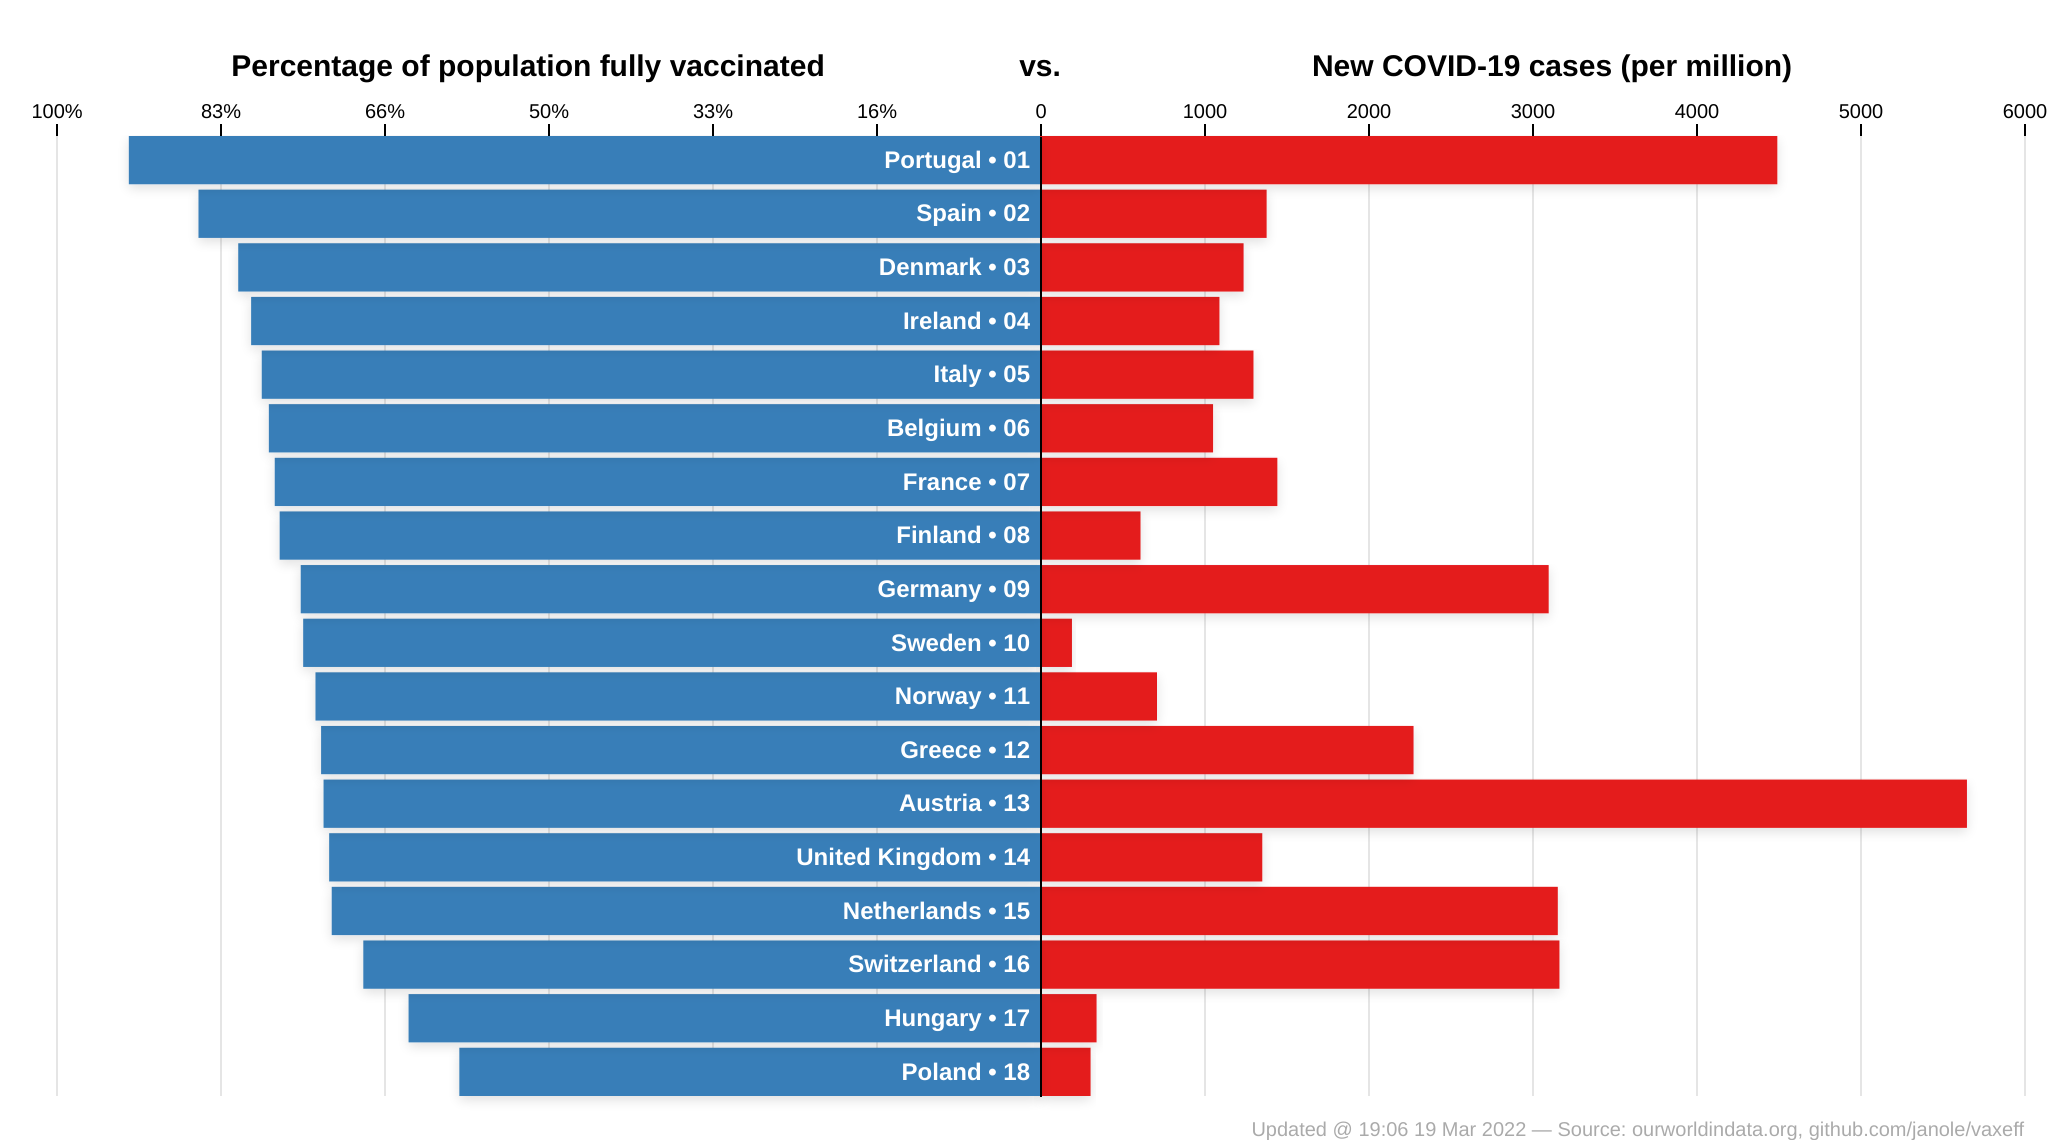 Percentage of population fully vaccinated vs. New COVID-19 cases (per million)
100% 83% 66% 50% 33% 16% 0 1000 2000 3000 4000 5000 6000
Portugal • 01
Spain • 02
Denmark • 03
Ireland • 04
Italy • 05
Belgium • 06
France • 07
Finland • 08
Germany • 09
Sweden • 10
Norway • 11
Greece • 12
Austria • 13
United Kingdom • 14
Netherlands • 15
Switzerland • 16
Hungary • 17
Poland • 18
Updated @ 19:06 19 Mar 2022 — Source: ourworldindata.org, github.com/janole/vaxeff